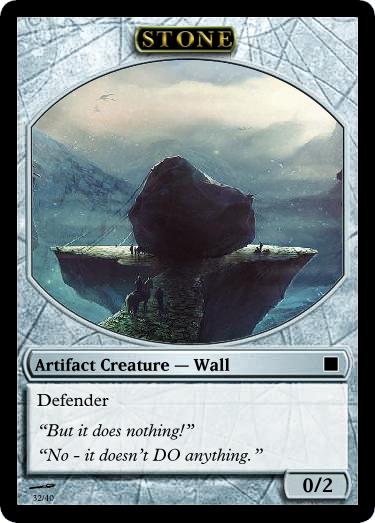 STONE
Artifact Creature — Wall
Defender
“But it does nothing!”
“No - it doesn’t DO anything.”
0/2
32/40